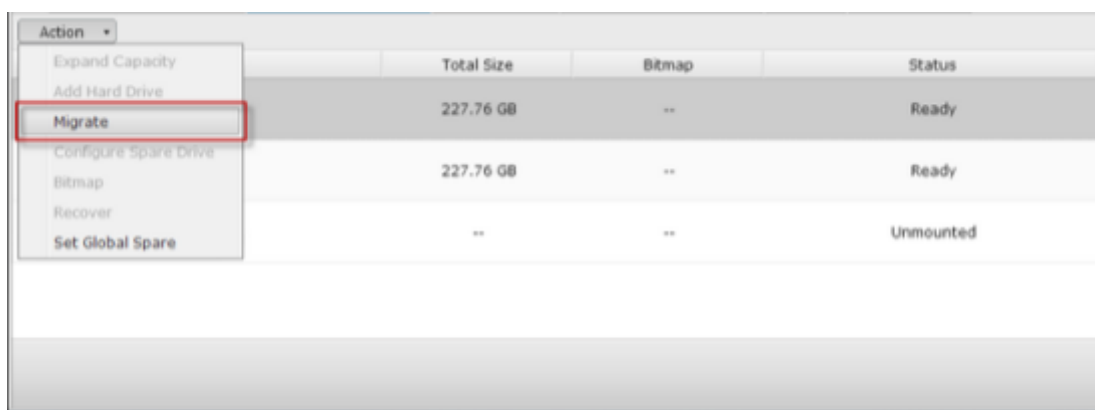 Action
Expand Capacity
Total Size Bitmap Status
Add Hard Drive
227.76 GB -- Ready
Migrate
Configure Spare Drive
227.76 GB -- Ready
Bitmap
Recover
Set Global Spare
-- -- Unmounted